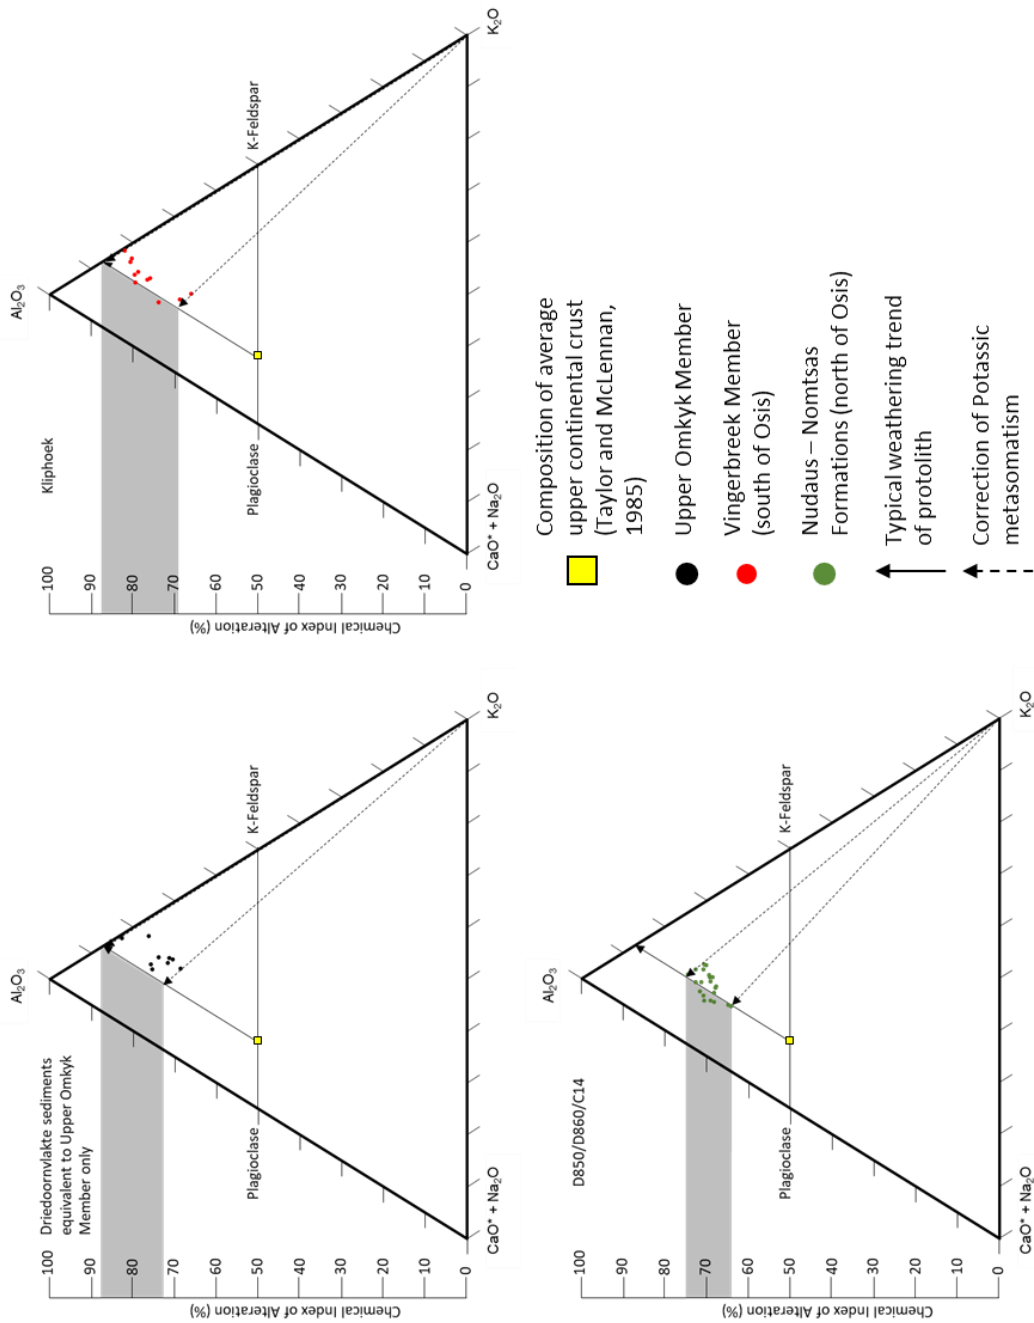 Driedoornvlakte sediments
equivalent to Upper Omkyk
Member only
Al₂O₃
Chemical Index of Alteration (%)
100
90
80
70
60
50
40
30
20
10
0
Plagioclase
K-Feldspar
CaO* + Na₂O
K₂O
Kliphoek
Al₂O₃
Chemical Index of Alteration (%)
100
90
80
70
60
50
40
30
20
10
0
Plagioclase
K-Feldspar
CaO* + Na₂O
K₂O
D850/D860/C14
Al₂O₃
Chemical Index of Alteration (%)
100
90
80
70
60
50
40
30
20
10
0
Plagioclase
K-Feldspar
CaO* + Na₂O
K₂O
Composition of average
upper continental crust
(Taylor and McLennan,
1985)
Upper Omkyk Member
Vingerbreek Member
(south of Osis)
Nudaus – Nomtsas
Formations (north of Osis)
Typical weathering trend
of protolith
Correction of Potassic
metasomatism